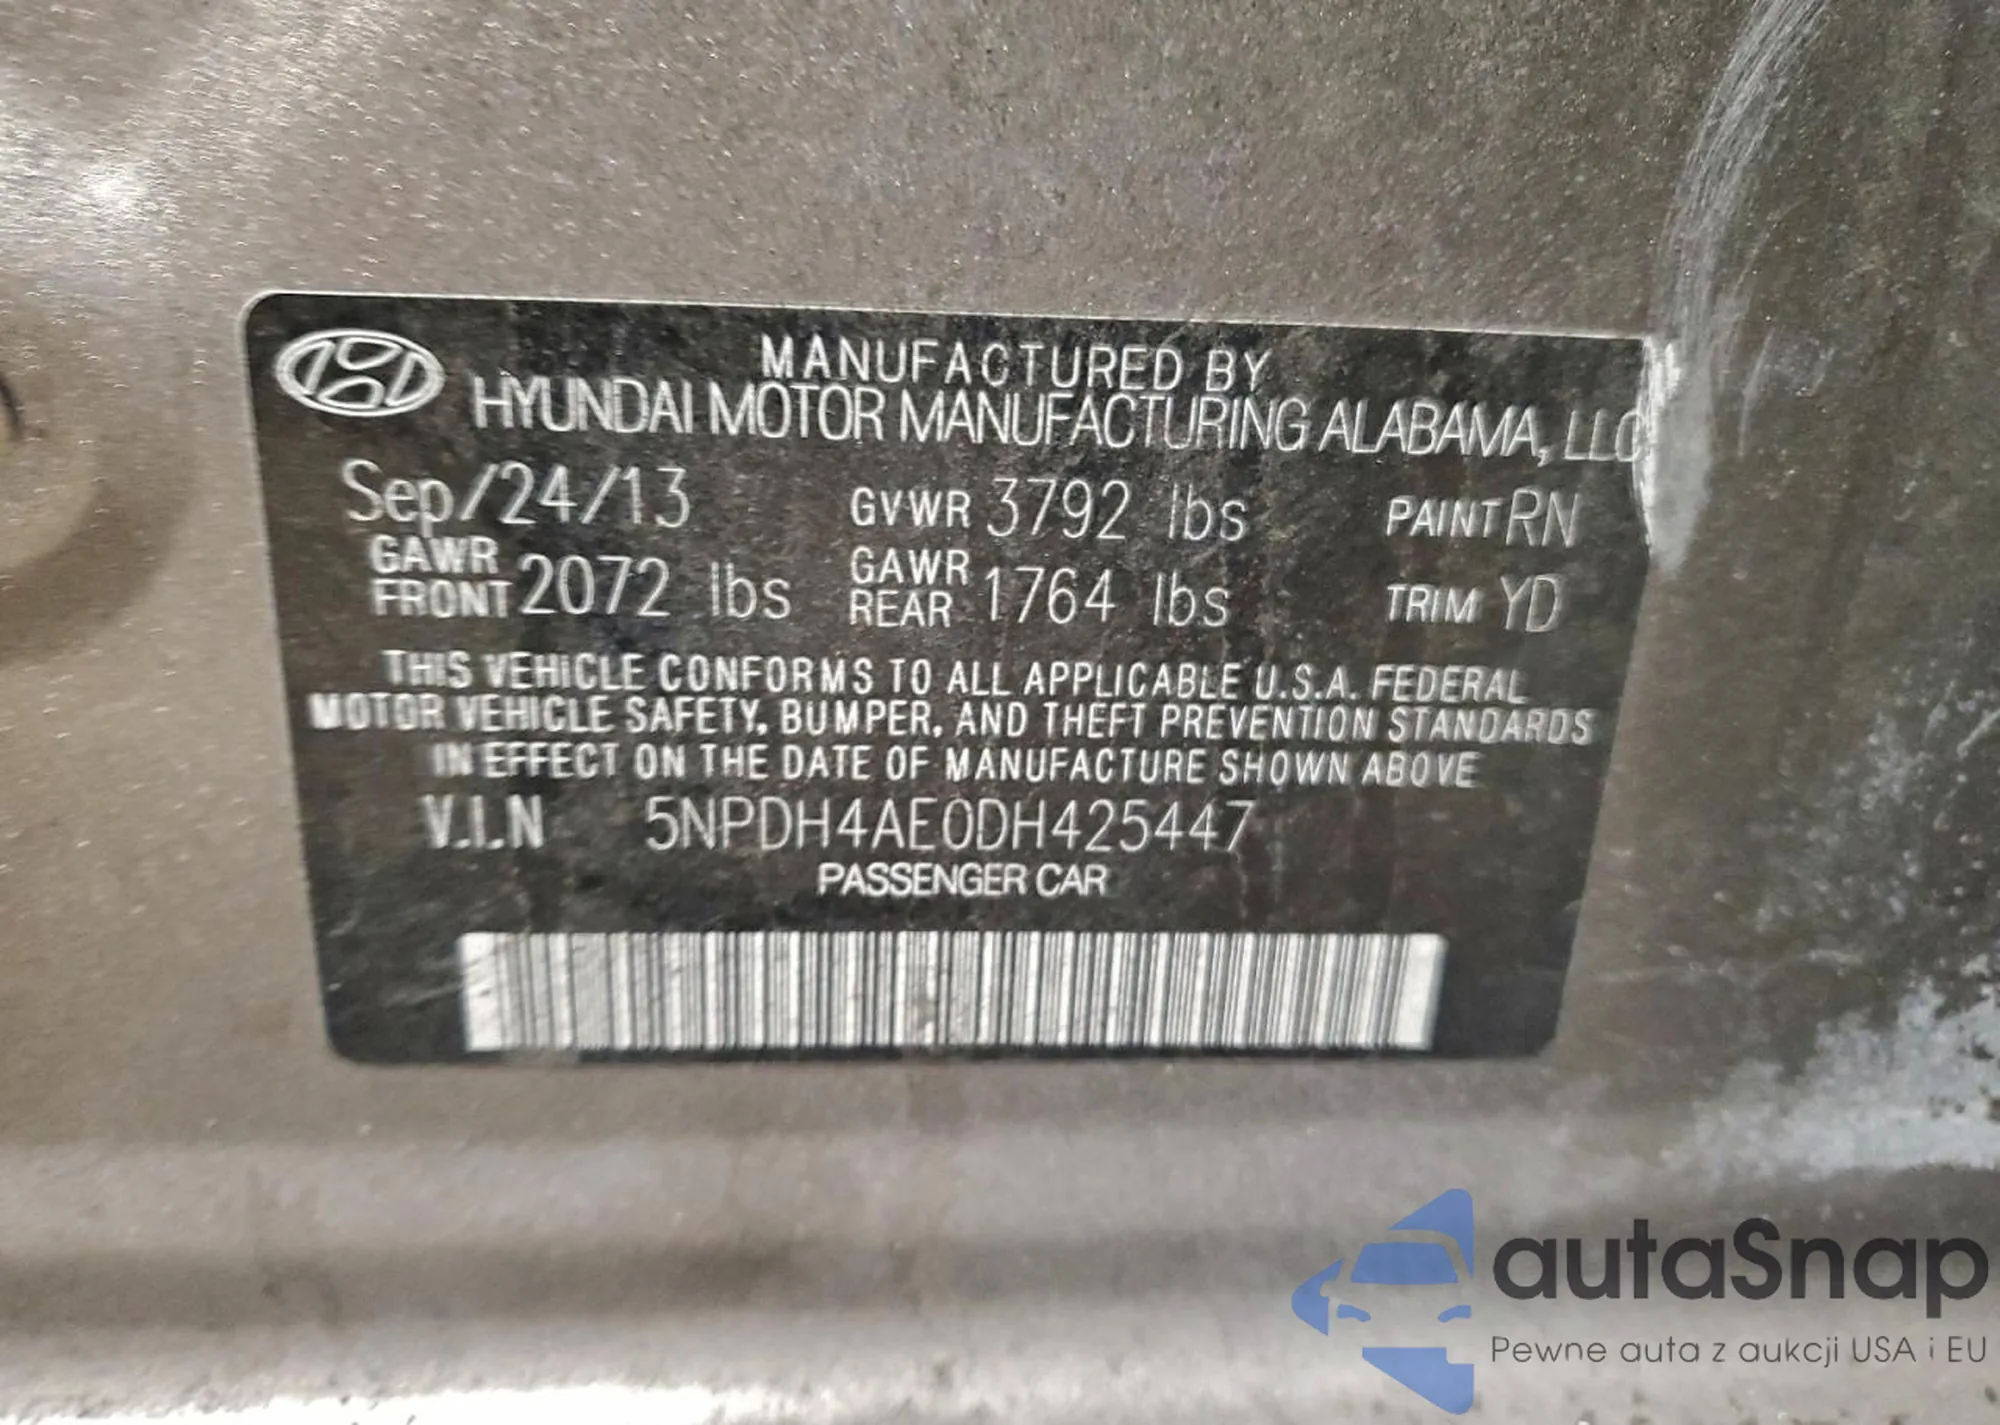 MANUFACTURED BY
HYUNDAI MOTOR MANUFACTURING ALABAMA, LLC
Sep/24/13 GVWR 3792 lbs PAINT RN
GAWR FRONT 2072 lbs GAWR REAR 1764 lbs TRIM YD
THIS VEHICLE CONFORMS TO ALL APPLICABLE U.S.A. FEDERAL
MOTOR VEHICLE SAFETY, BUMPER, AND THEFT PREVENTION STANDARDS
IN EFFECT ON THE DATE OF MANUFACTURE SHOWN ABOVE
V.I.N 5NPDH4AE0DH425447
PASSENGER CAR
autaSnap
Pewne auta z aukcji USA i EU